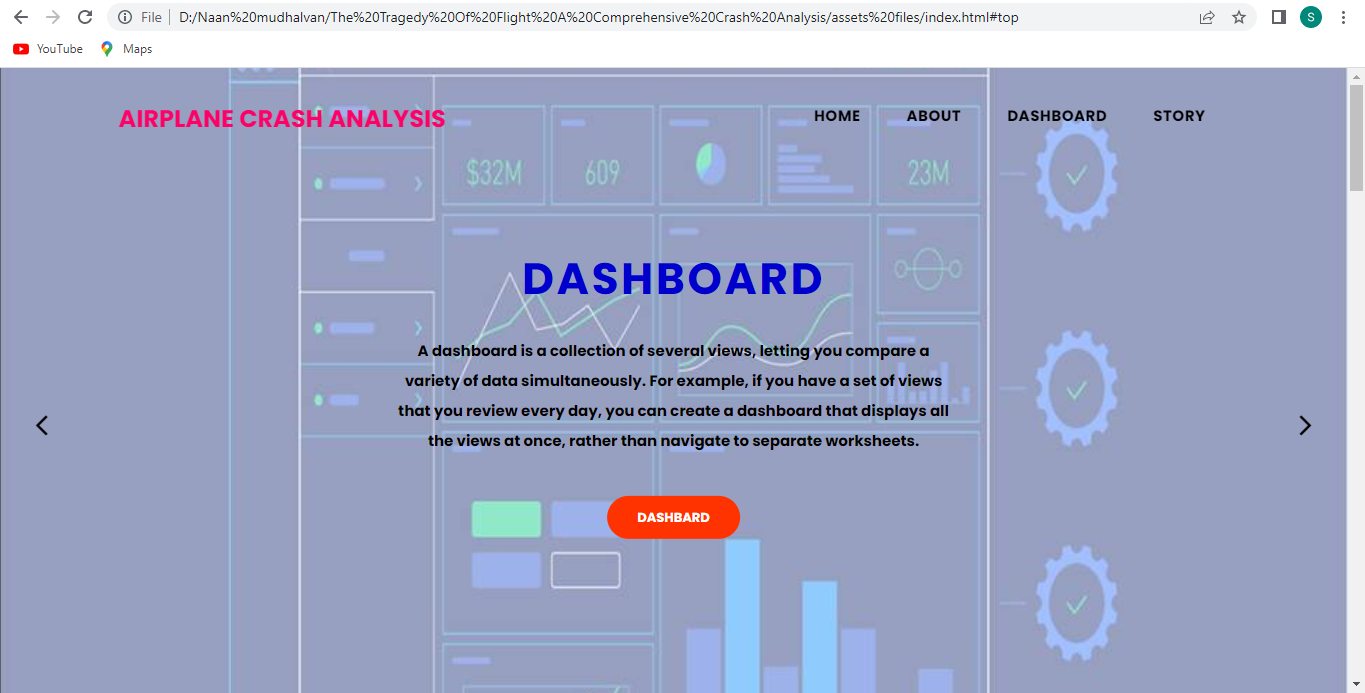 File
D:/Naan%20mudhalvan/The%20Tragedy%20Of%20Flight%20A%20Comprehensive%20Crash%20Analysis/assets%20files/index.html#top
S
YouTube
Maps
AIRPLANE CRASH ANALYSIS
HOME ABOUT DASHBOARD STORY
$32M 609 23M
DASHBOARD
A dashboard is a collection of several views, letting you compare a
variety of data simultaneously. For example, if you have a set of views
that you review every day, you can create a dashboard that displays all
the views at once, rather than navigate to separate worksheets.
DASHBARD